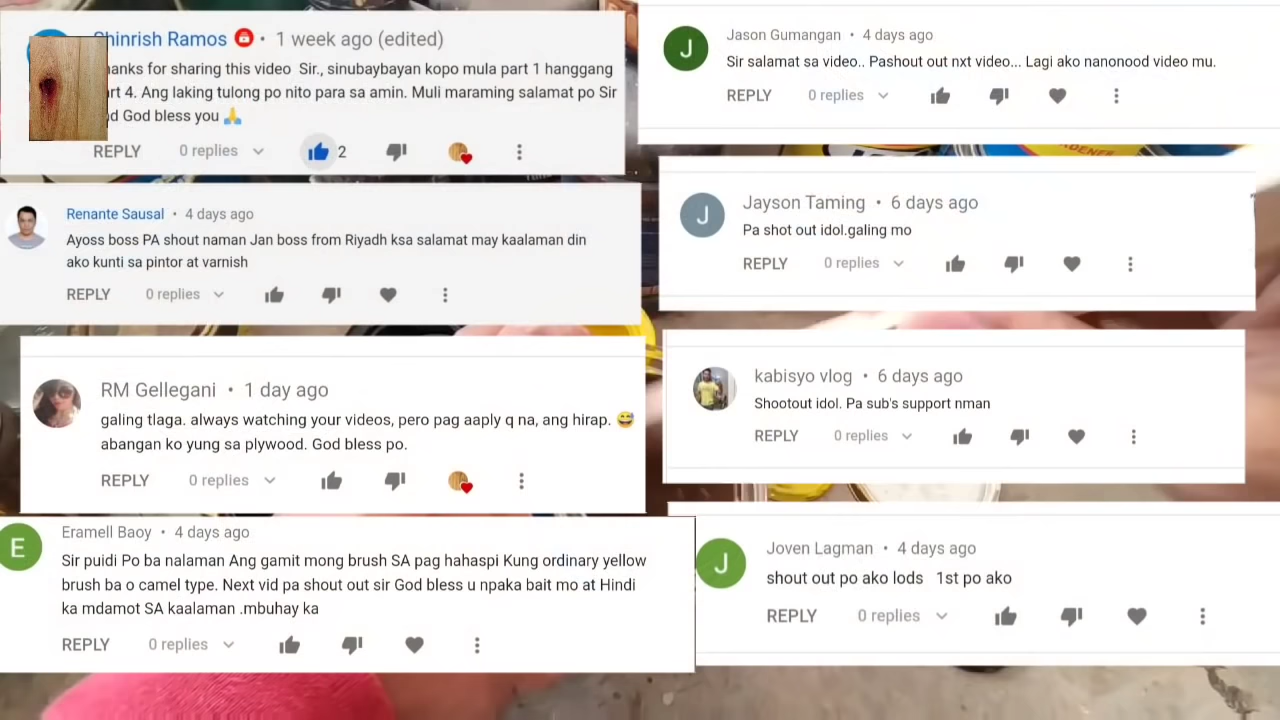 Shinrish Ramos • 1 week ago (edited)
hanks for sharing this video Sir., sinubaybayan kopo mula part 1 hanggang
rt 4. Ang laking tulong po nito para sa amin. Muli maraming salamat po Sir
d God bless you 🙏
REPLY 0 replies 2
Renante Sausal • 4 days ago
Ayoss boss PA shout naman Jan boss from Riyadh ksa salamat may kaalaman din
ako kunti sa pintor at varnish
REPLY 0 replies
RM Gellegani • 1 day ago
galing tlaga. always watching your videos, pero pag aaply q na, ang hirap. 😅
abangan ko yung sa plywood. God bless po.
REPLY 0 replies
E
Eramell Baoy • 4 days ago
Sir puidi Po ba nalaman Ang gamit mong brush SA pag hahaspi Kung ordinary yellow
brush ba o camel type. Next vid pa shout out sir God bless u npaka bait mo at Hindi
ka mdamot SA kaalaman .mbuhay ka
REPLY 0 replies
J
Jason Gumangan • 4 days ago
Sir salamat sa video.. Pashout out nxt video... Lagi ako nanonood video mu.
REPLY 0 replies
J
Jayson Taming • 6 days ago
Pa shot out idol.galing mo
REPLY 0 replies
kabisyo vlog • 6 days ago
Shootout idol. Pa sub's support nman
REPLY 0 replies
J
Joven Lagman • 4 days ago
shout out po ako lods 1st po ako
REPLY 0 replies